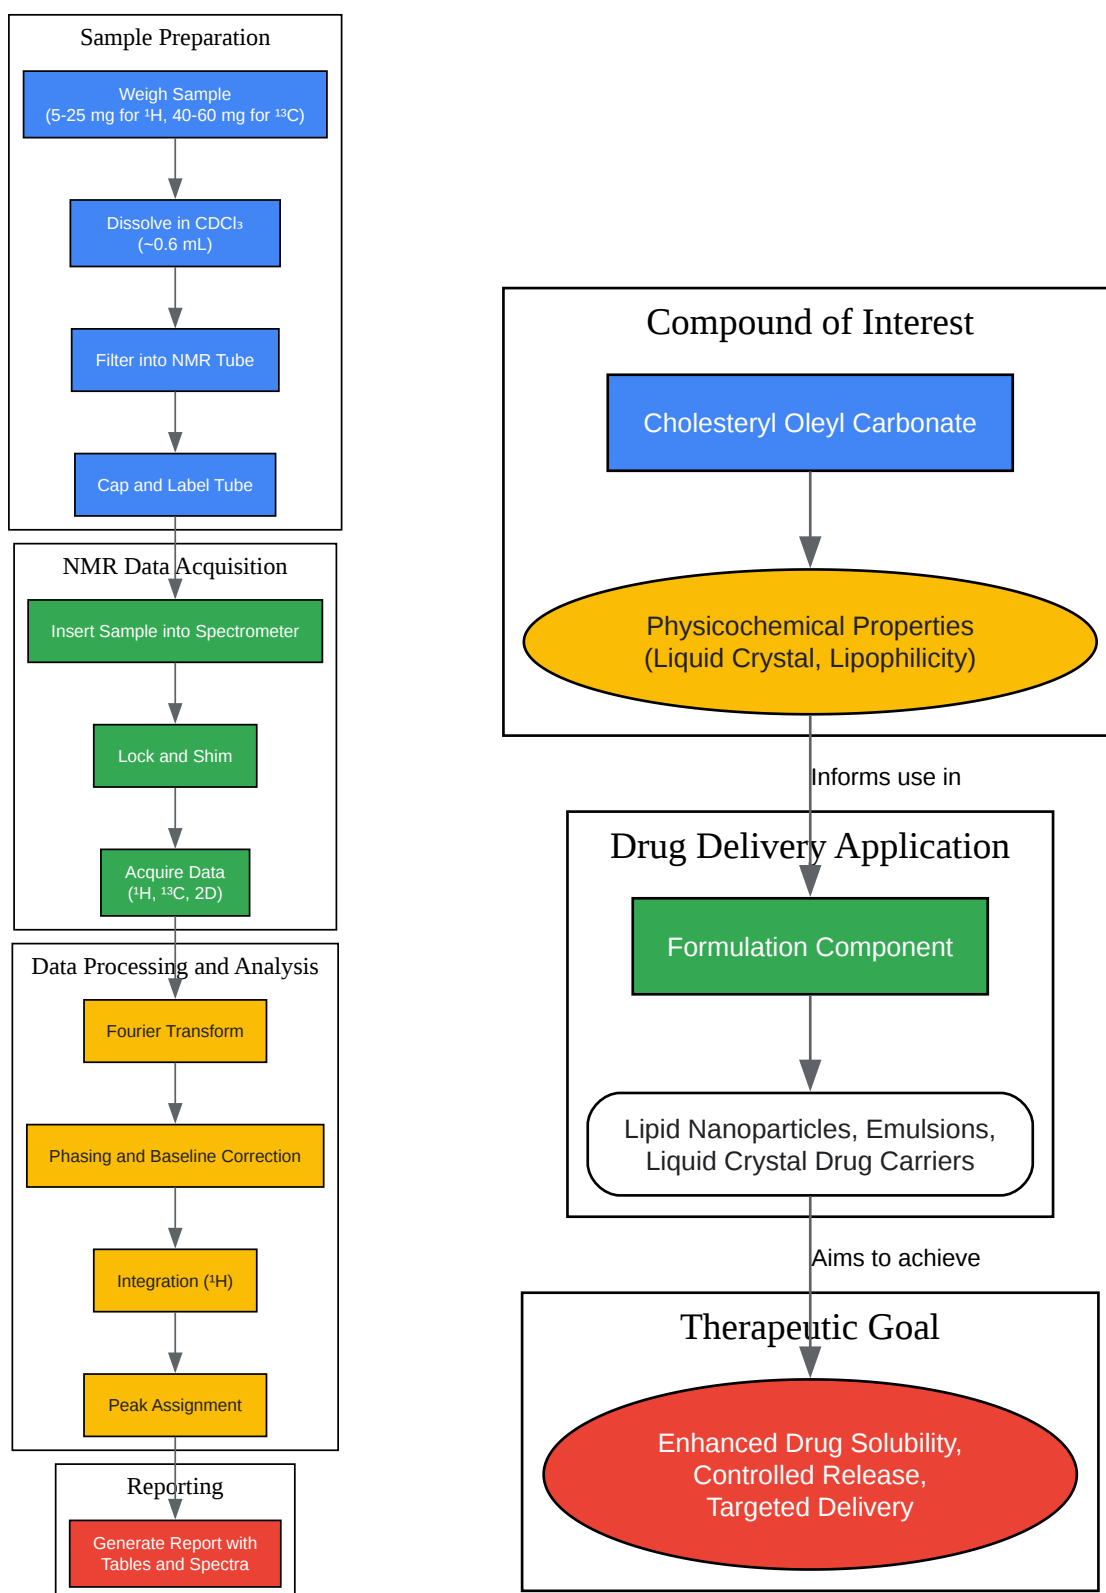 Sample Preparation
Weigh Sample
(5-25 mg for ¹H, 40-60 mg for ¹³C)
Dissolve in CDCl₃
(~0.6 mL)
Filter into NMR Tube
Cap and Label Tube
NMR Data Acquisition
Insert Sample into Spectrometer
Lock and Shim
Acquire Data
(¹H, ¹³C, 2D)
Data Processing and Analysis
Fourier Transform
Phasing and Baseline Correction
Integration (¹H)
Peak Assignment
Reporting
Generate Report with
Tables and Spectra
Compound of Interest
Cholesteryl Oleyl Carbonate
Physicochemical Properties
(Liquid Crystal, Lipophilicity)
Informs use in
Drug Delivery Application
Formulation Component
Lipid Nanoparticles, Emulsions,
Liquid Crystal Drug Carriers
Aims to achieve
Therapeutic Goal
Enhanced Drug Solubility,
Controlled Release,
Targeted Delivery